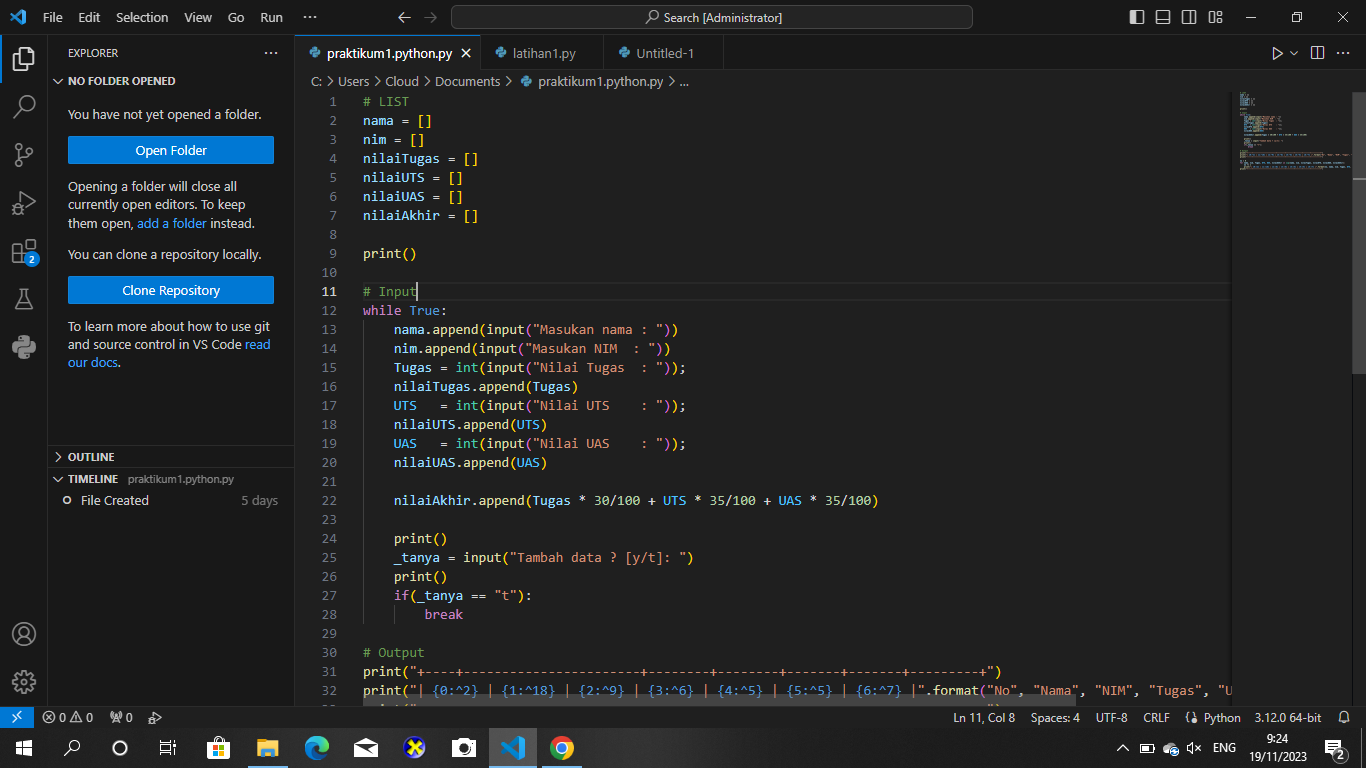 File Edit Selection View Go Run ···
Search [Administrator]
EXPLORER
NO FOLDER OPENED
You have not yet opened a folder.
Open Folder
Opening a folder will close all
currently open editors. To keep
them open, add a folder instead.
You can clone a repository locally.
Clone Repository
To learn more about how to use git
and source control in VS Code read
our docs.
OUTLINE
TIMELINE praktikum1.python.py
File Created 5 days
2
praktikum1.python.py
latihan1.py
Untitled-1
C: > Users > Cloud > Documents > praktikum1.python.py > ...
1 # LIST
2 nama = []
3 nim = []
4 nilaiTugas = []
5 nilaiUTS = []
6 nilaiUAS = []
7 nilaiAkhir = []
8
9 print()
10
11 # Input
12 while True:
13     nama.append(input("Masukan nama : "))
14     nim.append(input("Masukan NIM  : "))
15     Tugas = int(input("Nilai Tugas  : "));
16     nilaiTugas.append(Tugas)
17     UTS   = int(input("Nilai UTS    : "));
18     nilaiUTS.append(UTS)
19     UAS   = int(input("Nilai UAS    : "));
20     nilaiUAS.append(UAS)
21
22     nilaiAkhir.append(Tugas * 30/100 + UTS * 35/100 + UAS * 35/100)
23
24     print()
25     _tanya = input("Tambah data ? [y/t]: ")
26     print()
27     if(_tanya == "t"):
28         break
29
30 # Output
31 print("+----+-----------------------+--------+--------+-------+-------+---------+")
32 print("| {0:^2} | {1:^18} | {2:^9} | {3:^6} | {4:^5} | {5:^5} | {6:^7} |".format("No", "Nama", "NIM", "Tugas", "U
0 0 0
Ln 11, Col 8
Spaces: 4
UTF-8
CRLF
Python
3.12.0 64-bit
ENG
9:24
19/11/2023
2